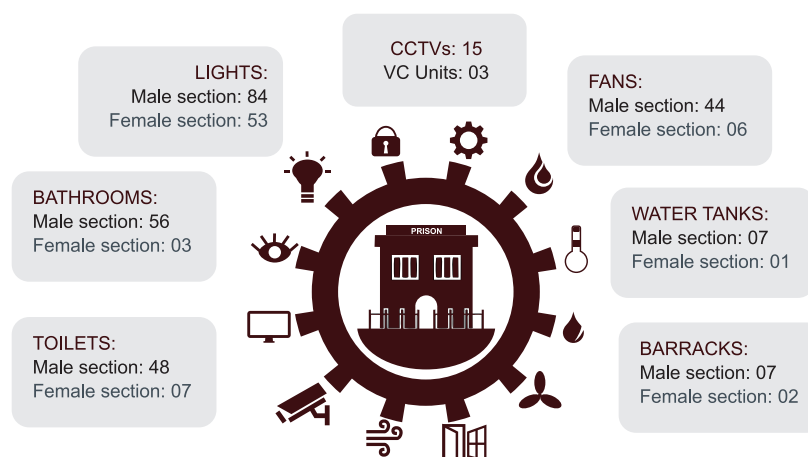 CCTVs: 15
VC Units: 03
LIGHTS:
Male section: 84
Female section: 53
FANS:
Male section: 44
Female section: 06
BATHROOMS:
Male section: 56
Female section: 03
WATER TANKS:
Male section: 07
Female section: 01
PRISON
TOILETS:
Male section: 48
Female section: 07
BARRACKS:
Male section: 07
Female section: 02